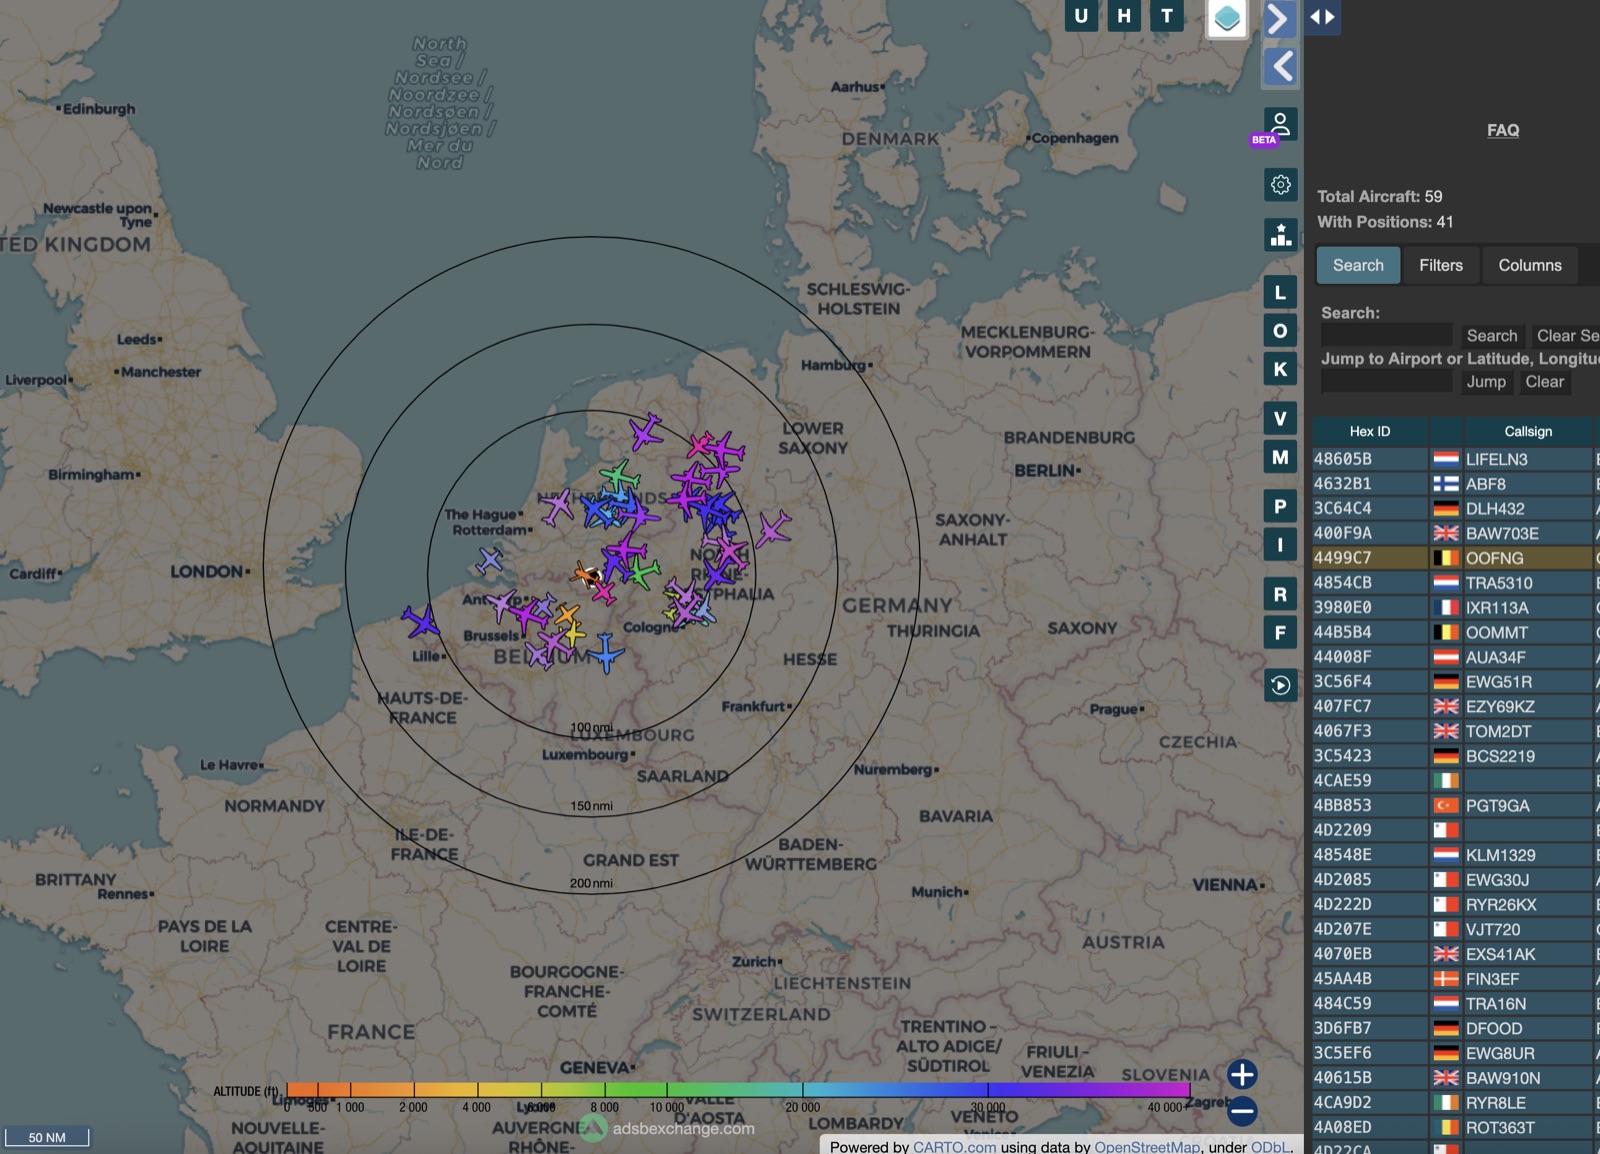 U H T
North
Sea /
Nordsee /
Noordzee /
Nordsøen /
Nordsjøen /
Mer du
Nord
Edinburgh
Aarhus
DENMARK
Copenhagen
BETA
FAQ
Newcastle upon
Tyne
TED KINGDOM
Total Aircraft: 59
With Positions: 41
Search Filters Columns
SCHLESWIG-
HOLSTEIN
L
Search:
MECKLENBURG-
VORPOMMERN
O
Search Clear Se
Leeds
Jump to Airport or Latitude, Longitu
Manchester
Hamburg
K
Liverpool
Jump Clear
V
LOWER
SAXONY
BRANDENBURG
Hex ID Callsign
M
BERLIN
Birmingham
48605B LIFELN3
4632B1 ABF8
3C64C4 DLH432
400F9A BAW703E
4499C7 OOFNG
4854CB TRA5310
3980E0 IXR113A
44B5B4 OOMMT
44008F AUA34F
3C56F4 EWG51R
407FC7 EZY69KZ
4067F3 TOM2DT
3C5423 BCS2219
4CAE59
4BB853 PGT9GA
4D2209
48548E KLM1329
4D2085 EWG30J
4D222D RYR26KX
4D207E VJT720
4070EB EXS41AK
45AA4B FIN3EF
484C59 TRA16N
3D6FB7 DFOOD
3C5EF6 EWG8UR
40615B BAW910N
4CA9D2 RYR8LE
4A08ED ROT363T
4D22CA
P
The Hague
Rotterdam
SAXONY-
ANHALT
I
Cardiff
LONDON
R
GERMANY
THURINGIA
SAXONY
F
Brussels
Cologne
Lille
HESSE
HAUTS-DE-
FRANCE
Frankfurt
Prague
100 nmi
LUXEMBOURG
Luxembourg
CZECHIA
Le Havre
SAARLAND
Nuremberg
NORMANDY
150 nmi
BAVARIA
ILE-DE-
FRANCE
GRAND EST
BADEN-
WÜRTTEMBERG
200 nmi
BRITTANY
Rennes
Munich
VIENNA
PAYS DE LA
LOIRE
CENTRE-
VAL DE
LOIRE
AUSTRIA
Zurich
LIECHTENSTEIN
BOURGOGNE-
FRANCHE-
COMTÉ
SWITZERLAND
FRANCE
TRENTINO -
ALTO ADIGE/
SÜDTIROL
FRIULI -
VENEZIA
GENEVA
SLOVENIA
ALTITUDE (ft)
0 500 1 000 2 000 4 000 6 000 8 000 10 000 20 000 30 000 40 000+
Limoges
VALLE
D'AOSTA
Zagreb
NOUVELLE-
AQUITAINE
AUVERGNE
RHÔNE-
adsbexchange.com
LOMBARDY
VENETO
50 NM
Powered by CARTO.com using data by OpenStreetMap, under ODbL.